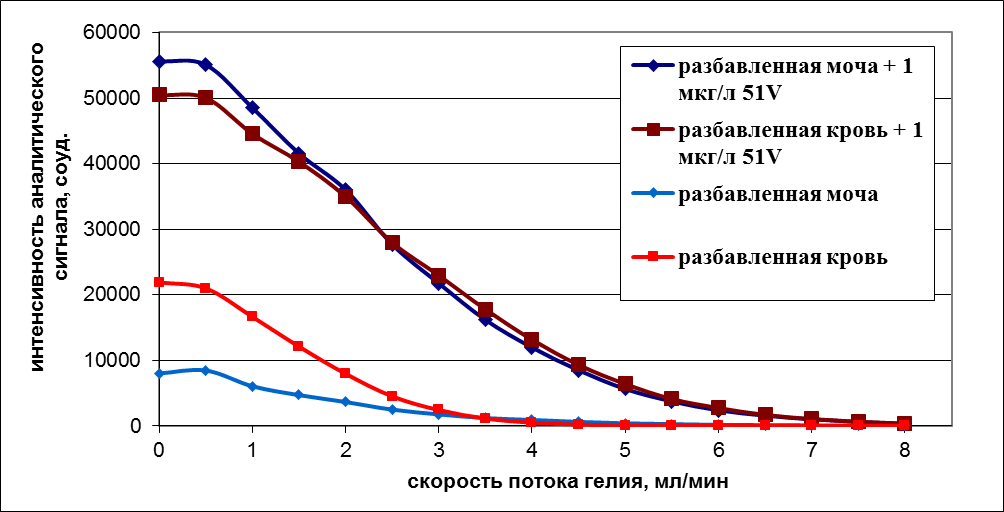 60000
50000
40000
30000
20000
10000
0
интенсивность аналитического
сигнала, соуд.
разбавленная моча + 1
мкг/л 51V
разбавленная кровь + 1
мкг/л 51V
разбавленная моча
разбавленная кровь
0 1 2 3 4 5 6 7 8
скорость потока гелия, мл/мин